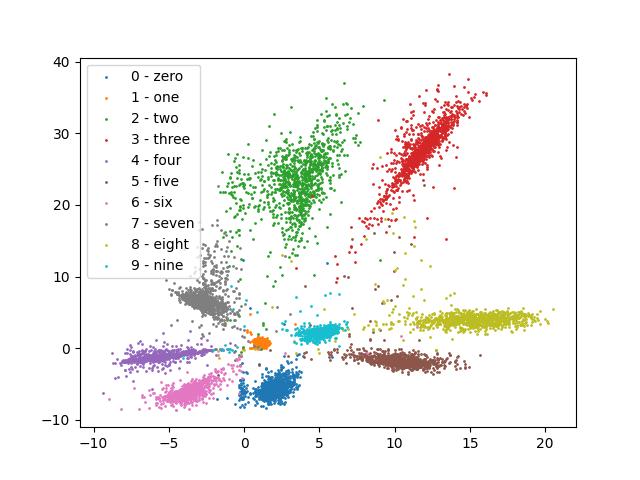 40
30
20
10
0
−10
0 - zero
1 - one
2 - two
3 - three
4 - four
5 - five
6 - six
7 - seven
8 - eight
9 - nine
−10 −5 0 5 10 15 20